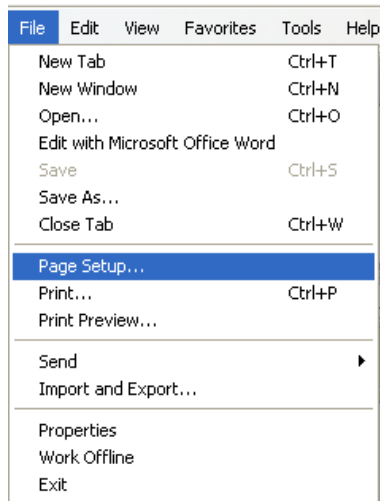 File Edit View Favorites Tools Help
New Tab Ctrl+T
New Window Ctrl+N
Open... Ctrl+O
Edit with Microsoft Office Word
Save Ctrl+S
Save As...
Close Tab Ctrl+W
Page Setup...
Print... Ctrl+P
Print Preview...
Send
Import and Export...
Properties
Work Offline
Exit